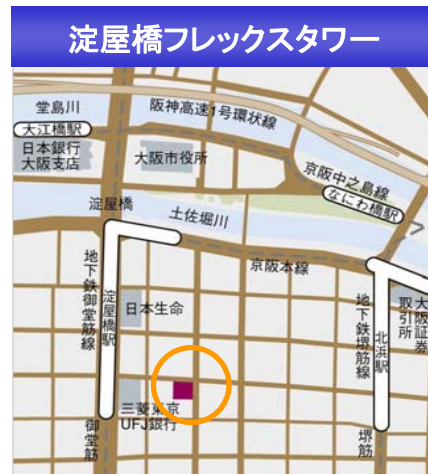 淀屋橋フレックスタワー
堂島川
阪神高速1号環状線
大江橋駅
日本銀行
大阪支店
大阪市役所
京阪中之島線
なにわ橋駅
淀屋橋
土佐堀川
京阪本線
地下鉄御堂筋線
淀屋橋駅
日本生命
地下鉄堺筋線
北浜駅
大阪証券
取引所
三菱東京
UFJ銀行
御堂筋
堺筋